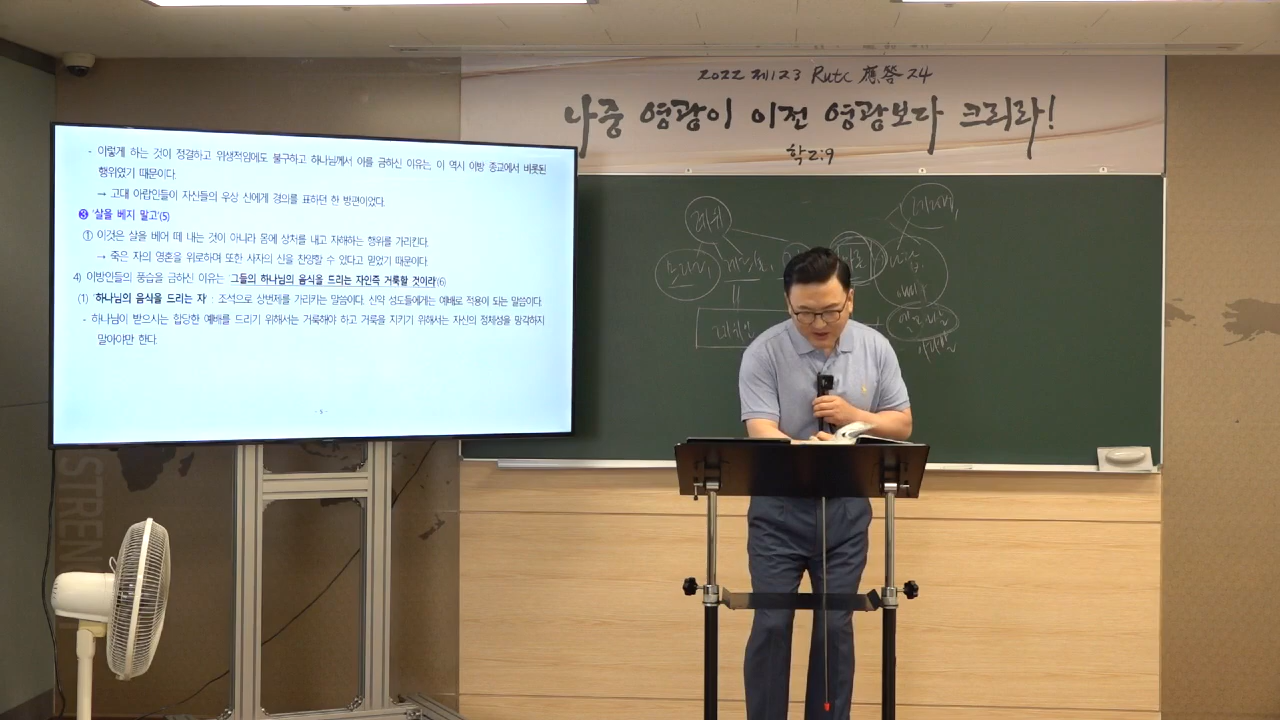 2022 제123 Rutc 應答 24
나중 영광이 이전 영광보다 크리라!
학2:9
- 이렇게 하는 것이 정결하고 위생적임에도 불구하고 하나님께서 이를 금하신 이유는, 이 역시 이방 종교에서 비롯된
행위였기 때문이다.
→ 고대 아랍인들이 자신들의 우상 신에게 경의를 표하던 한 방편이었다.
❸ '살을 베지 말고'(5)
① 이것은 살을 베어 떼 내는 것이 아니라 몸에 상처를 내고 자해하는 행위를 가리킨다.
→ 죽은 자의 영혼을 위로하며 또한 사자의 신을 찬양할 수 있다고 믿었기 때문이다.
4) 이방인들의 풍습을 금하신 이유는 '그들의 하나님의 음식을 드리는 자인즉 거룩할 것이라'(6)
(1) '하나님의 음식을 드리는 자' : 조석으로 상번제를 가리키는 말씀이다. 신약 성도들에게는 예배로 적용이 되는 말씀이다.
- 하나님이 받으시는 합당한 예배를 드리기 위해서는 거룩해야 하고 거룩을 지키기 위해서는 자신의 정체성을 망각하지
말아야만 한다.
- 5 -
레위
레위인
STREN